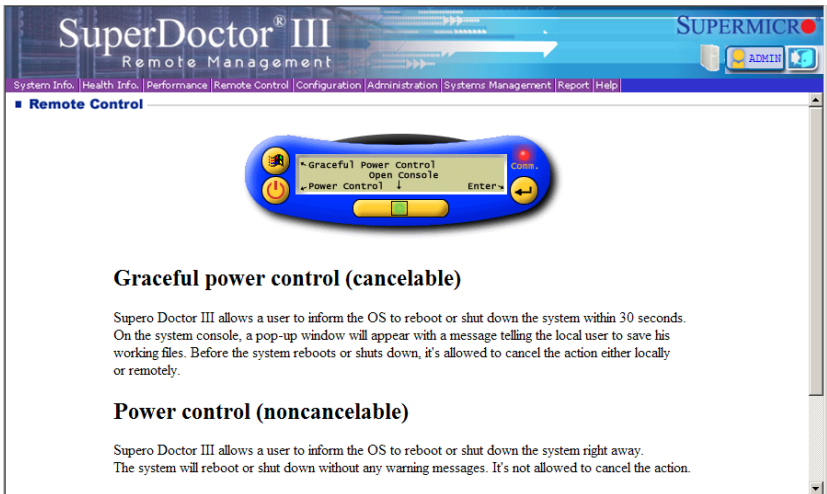 SuperDoctor® III
Remote Management
SUPERMICRO
ADMIN
System Info. Health Info. Performance Remote Control Configuration Administration Systems Management Report Help
Remote Control
Graceful Power Control
Open Console
Power Control ↓ Enter
Comm.
Graceful power control (cancelable)
Supero Doctor III allows a user to inform the OS to reboot or shut down the system within 30 seconds.
On the system console, a pop-up window will appear with a message telling the local user to save his
working files. Before the system reboots or shuts down, it's allowed to cancel the action either locally
or remotely.
Power control (noncancelable)
Supero Doctor III allows a user to inform the OS to reboot or shut down the system right away.
The system will reboot or shut down without any warning messages. It's not allowed to cancel the action.